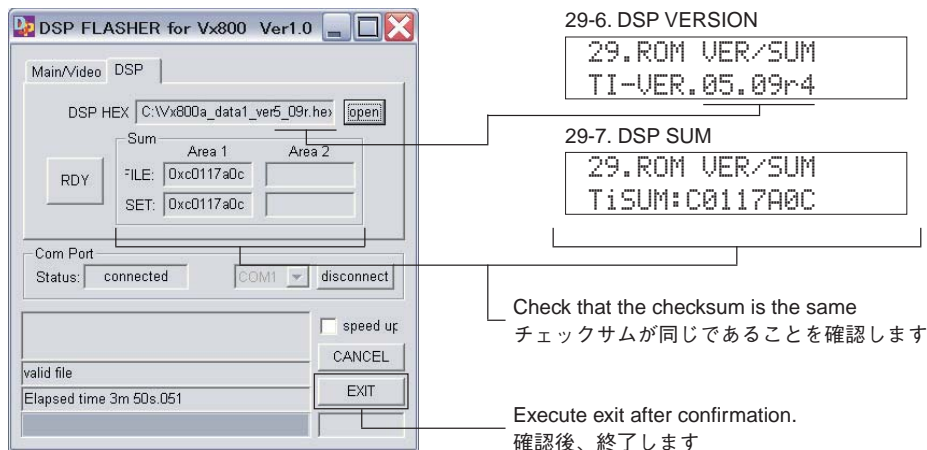 DSP FLASHER for Vx800 Ver1.0
Main/Video DSP
DSP HEX C:\Vx800a_data1_ver5_09r.hex open
Sum
Area 1 Area 2
RDY
FILE: 0xc0117a0c
SET: 0xc0117a0c
Com Port
Status: connected COM1 disconnect
speed up
CANCEL
valid file
EXIT
Elapsed time 3m 50s.051
29-6. DSP VERSION
29.ROM VER/SUM
TI-VER.05.09r4
29-7. DSP SUM
29.ROM VER/SUM
TiSUM:C0117A0C
Check that the checksum is the same
チェックサムが同じであることを確認します
Execute exit after confirmation.
確認後、終了します